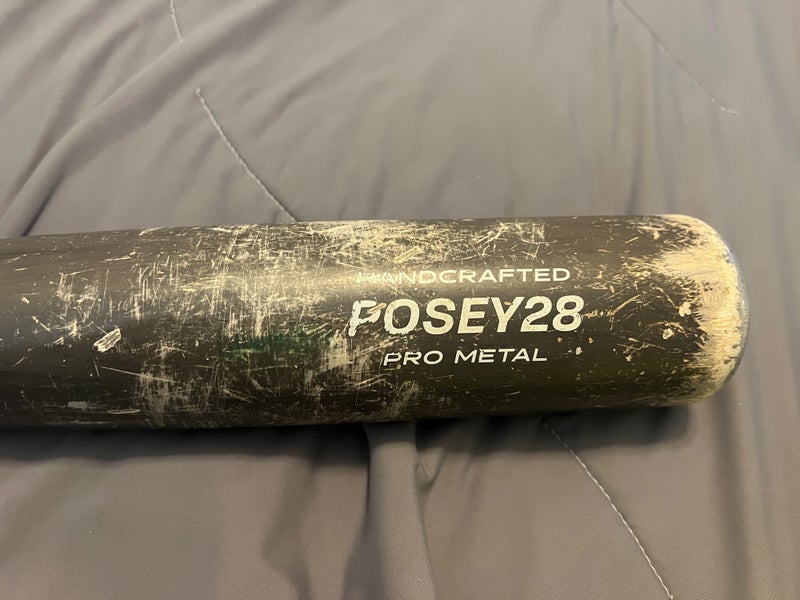 HANDCRAFTED
POSEY28
PRO METAL